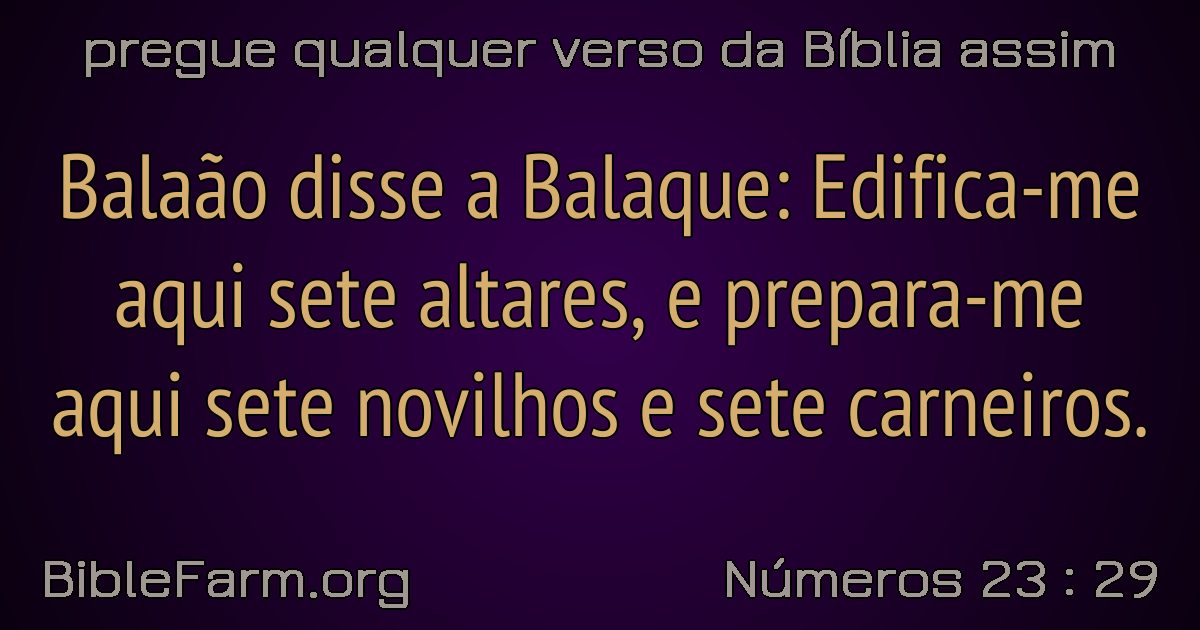 pregue qualquer verso da Bíblia assim
Balaão disse a Balaque: Edifica-me
aqui sete altares, e prepara-me
aqui sete novilhos e sete carneiros.
BibleFarm.org
Números 23 : 29